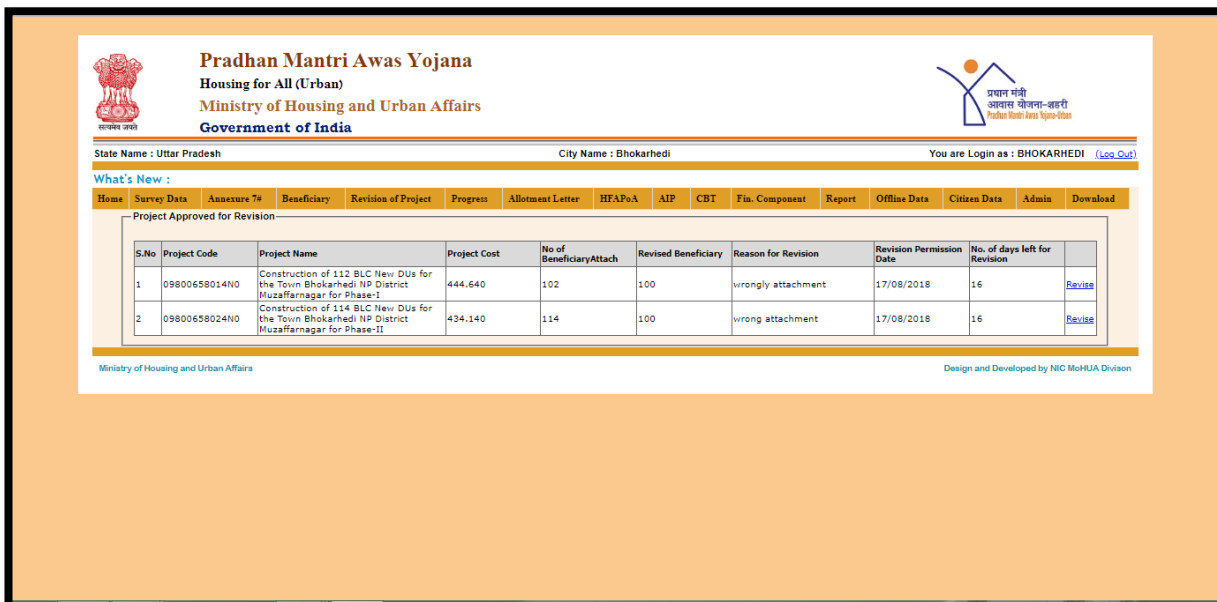 Pradhan Mantri Awas Yojana
Housing for All (Urban)
Ministry of Housing and Urban Affairs
Government of India
सत्यमेव जयते
प्रधान मंत्री
आवास योजना-शहरी
Pradhan Mantri Awas Yojana-Urban
State Name : Uttar Pradesh City Name : Bhokarhedi You are Login as : BHOKARHEDI (Log Out)
What's New :
Home Survey Data Annexure 7# Beneficiary Revision of Project Progress Allotment Letter HFAPoA AIP CBT Fin. Component Report Offline Data Citizen Data Admin Download
Project Approved for Revision
S.No Project Code Project Name Project Cost No of BeneficiaryAttach Revised Beneficiary Reason for Revision Revision Permission Date No. of days left for Revision
1 09800658014N0 Construction of 112 BLC New DUs for the Town Bhokarhedi NP District Muzaffarnagar for Phase-I 444.640 102 100 wrongly attachment 17/08/2018 16 Revise
2 09800658024N0 Construction of 114 BLC New DUs for the Town Bhokarhedi NP District Muzaffarnagar for Phase-II 434.140 114 100 wrong attachment 17/08/2018 16 Revise
Ministry of Housing and Urban Affairs Design and Developed by NIC MoHUA Divison